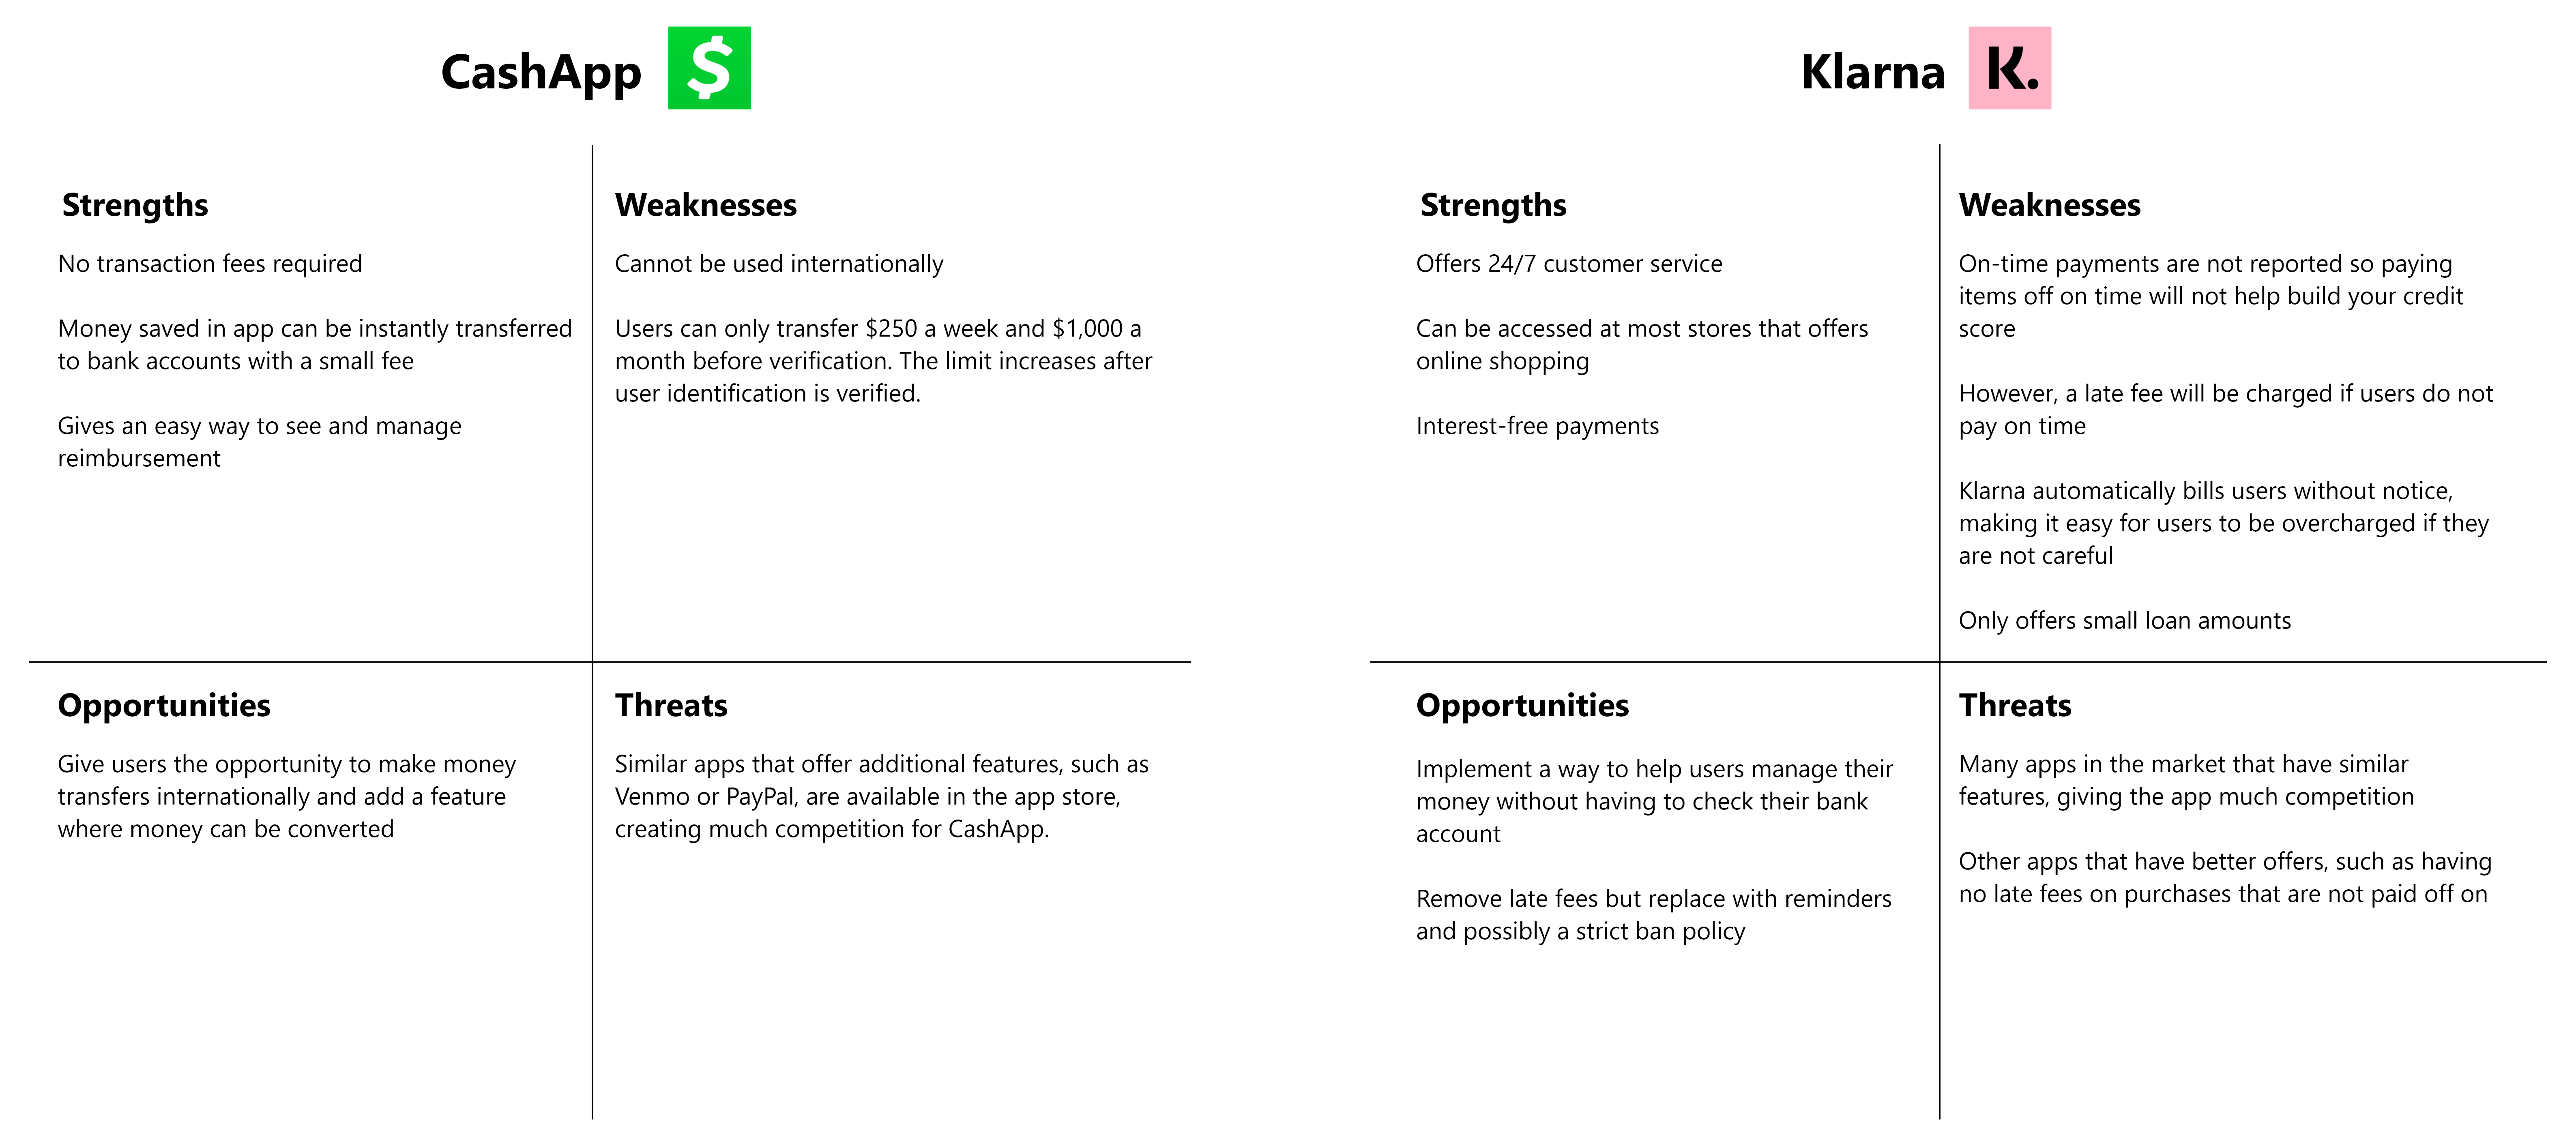 CashApp
$
Strengths
No transaction fees required
Money saved in app can be instantly transferred
to bank accounts with a small fee
Gives an easy way to see and manage
reimbursement
Weaknesses
Cannot be used internationally
Users can only transfer $250 a week and $1,000 a
month before verification. The limit increases after
user identification is verified.
Opportunities
Give users the opportunity to make money
transfers internationally and add a feature
where money can be converted
Threats
Similar apps that offer additional features, such as
Venmo or PayPal, are available in the app store,
creating much competition for CashApp.
Klarna
K.
Strengths
Offers 24/7 customer service
Can be accessed at most stores that offers
online shopping
Interest-free payments
Weaknesses
On-time payments are not reported so paying
items off on time will not help build your credit
score
However, a late fee will be charged if users do not
pay on time
Klarna automatically bills users without notice,
making it easy for users to be overcharged if they
are not careful
Only offers small loan amounts
Opportunities
Implement a way to help users manage their
money without having to check their bank
account
Remove late fees but replace with reminders
and possibly a strict ban policy
Threats
Many apps in the market that have similar
features, giving the app much competition
Other apps that have better offers, such as having
no late fees on purchases that are not paid off on